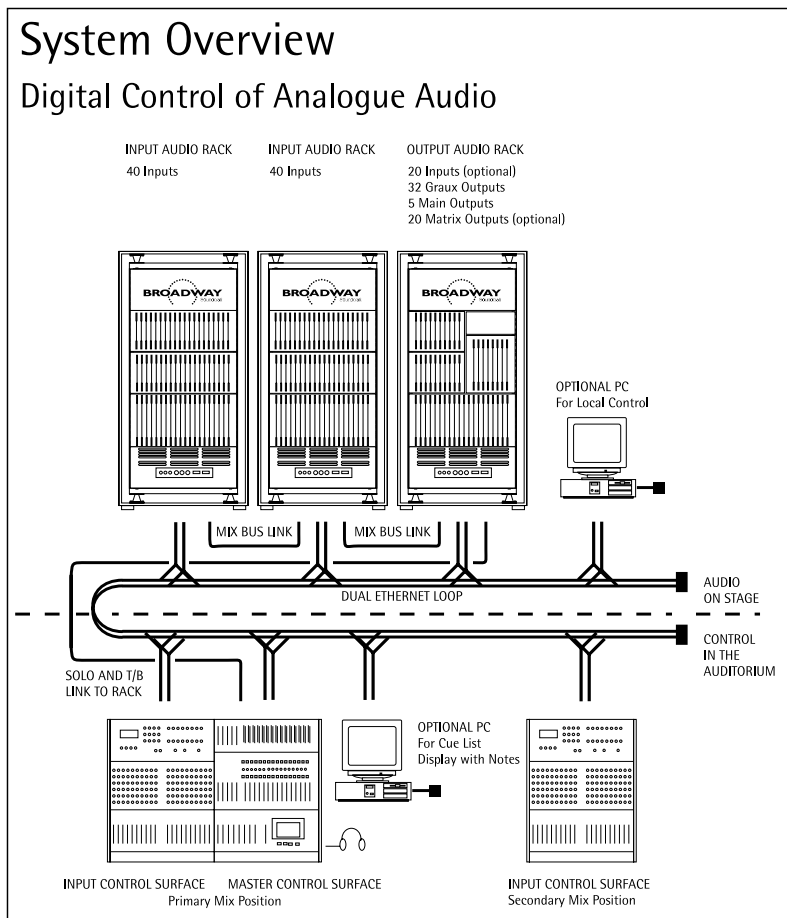 System Overview
Digital Control of Analogue Audio
INPUT AUDIO RACK
40 Inputs
INPUT AUDIO RACK
40 Inputs
OUTPUT AUDIO RACK
20 Inputs (optional)
32 Graux Outputs
5 Main Outputs
20 Matrix Outputs (optional)
BROADWAY
BROADWAY
BROADWAY
OPTIONAL PC
For Local Control
MIX BUS LINK
MIX BUS LINK
DUAL ETHERNET LOOP
AUDIO
ON STAGE
CONTROL
IN THE
AUDITORIUM
SOLO AND T/B
LINK TO RACK
OPTIONAL PC
For Cue List
Display with Notes
INPUT CONTROL SURFACE
MASTER CONTROL SURFACE
Primary Mix Position
INPUT CONTROL SURFACE
Secondary Mix Position